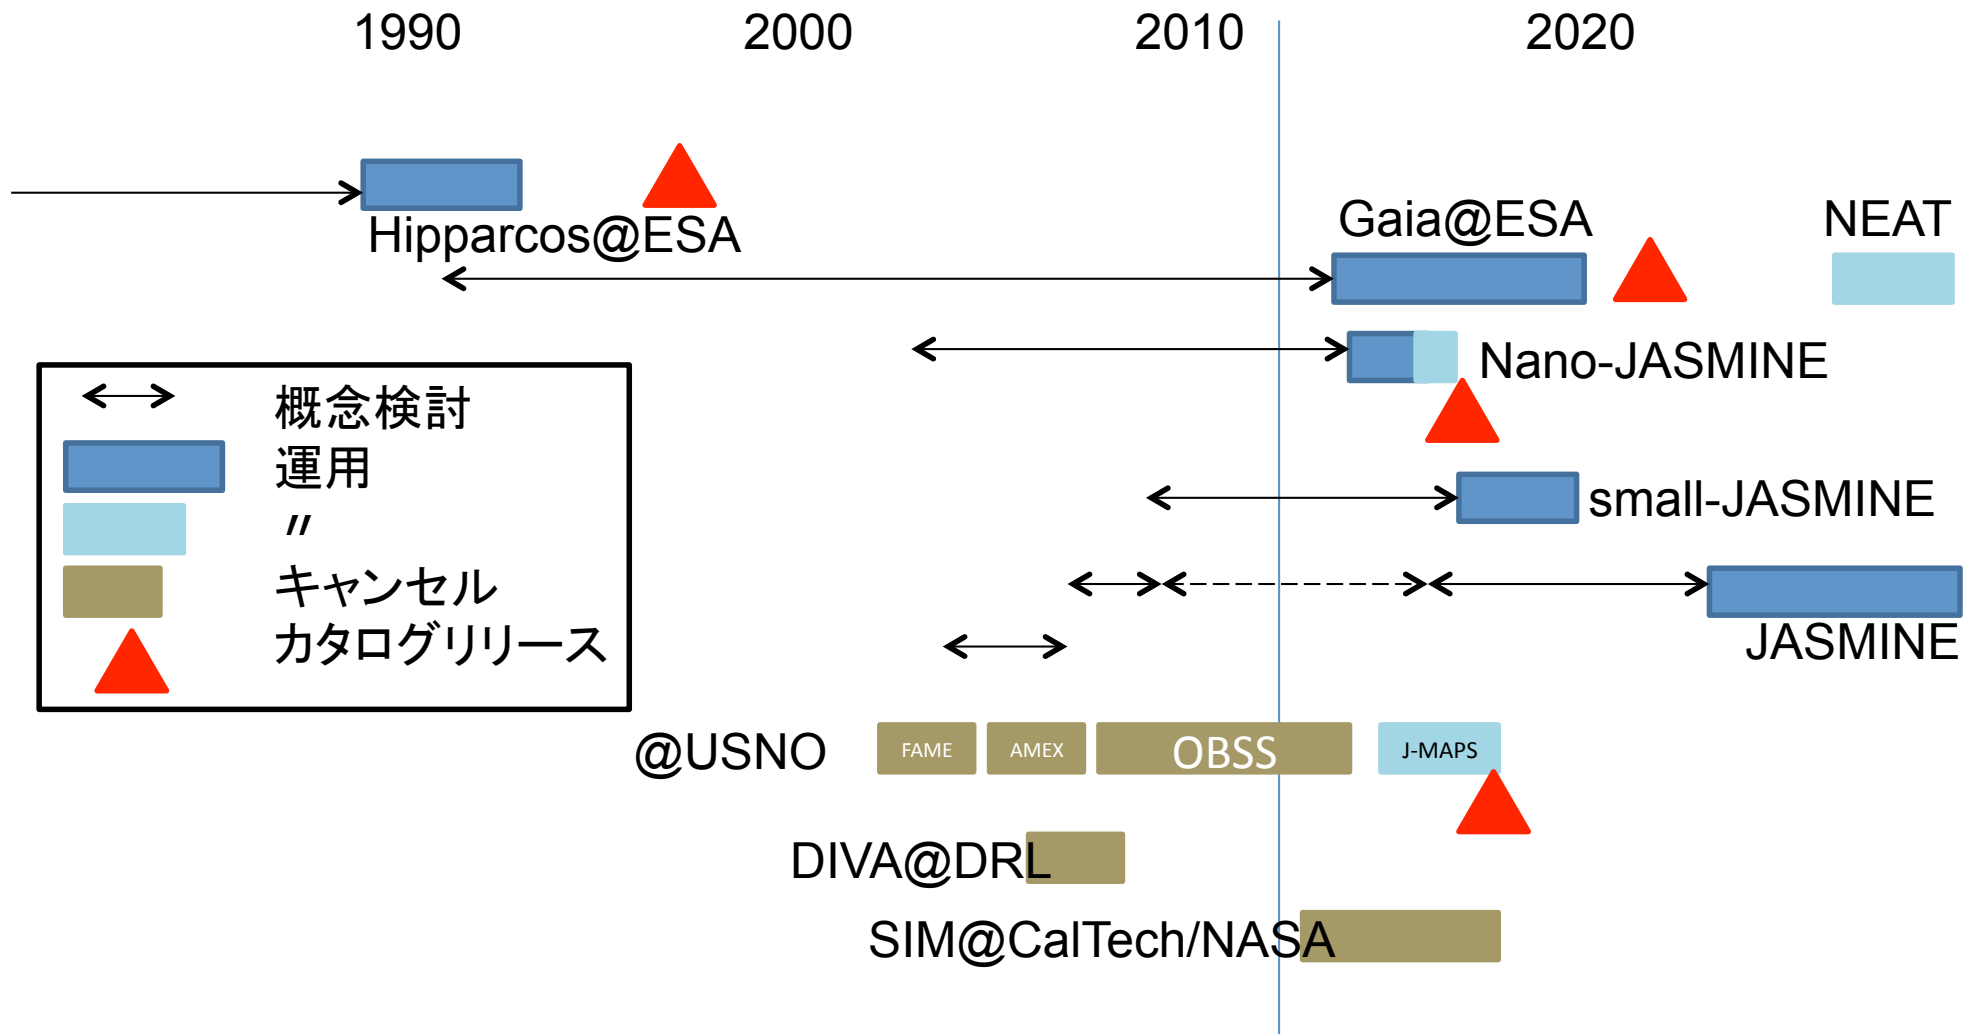 1990 2000 2010 2020
Hipparcos@ESA
Gaia@ESA
NEAT
Nano-JASMINE
概念検討
運用
〃
キャンセル
カタログリリース
small-JASMINE
JASMINE
@USNO
FAME
AMEX
OBSS
J-MAPS
DIVA@DRL
SIM@CalTech/NASA